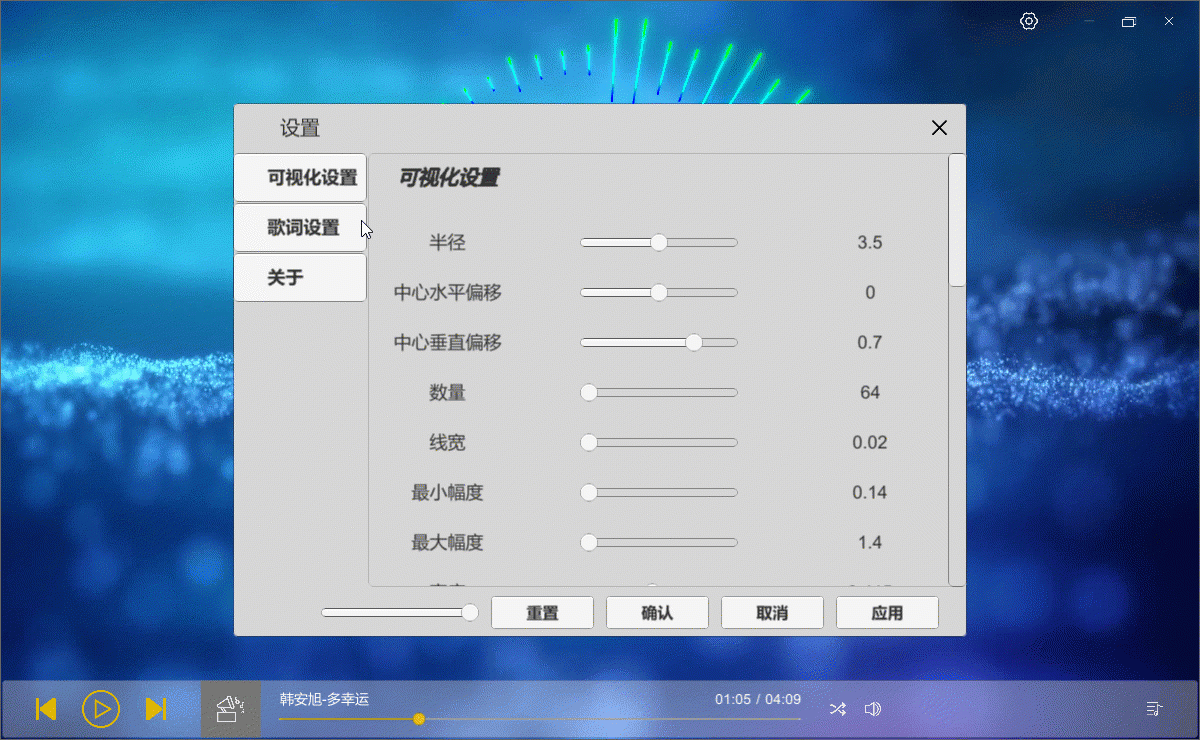 设置
可视化设置
歌词设置
关于
可视化设置
半径 3.5
中心水平偏移 0
中心垂直偏移 0.7
数量 64
线宽 0.02
最小幅度 0.14
最大幅度 1.4
重置 确认 取消 应用
韩安旭-多幸运 01:05 / 04:09